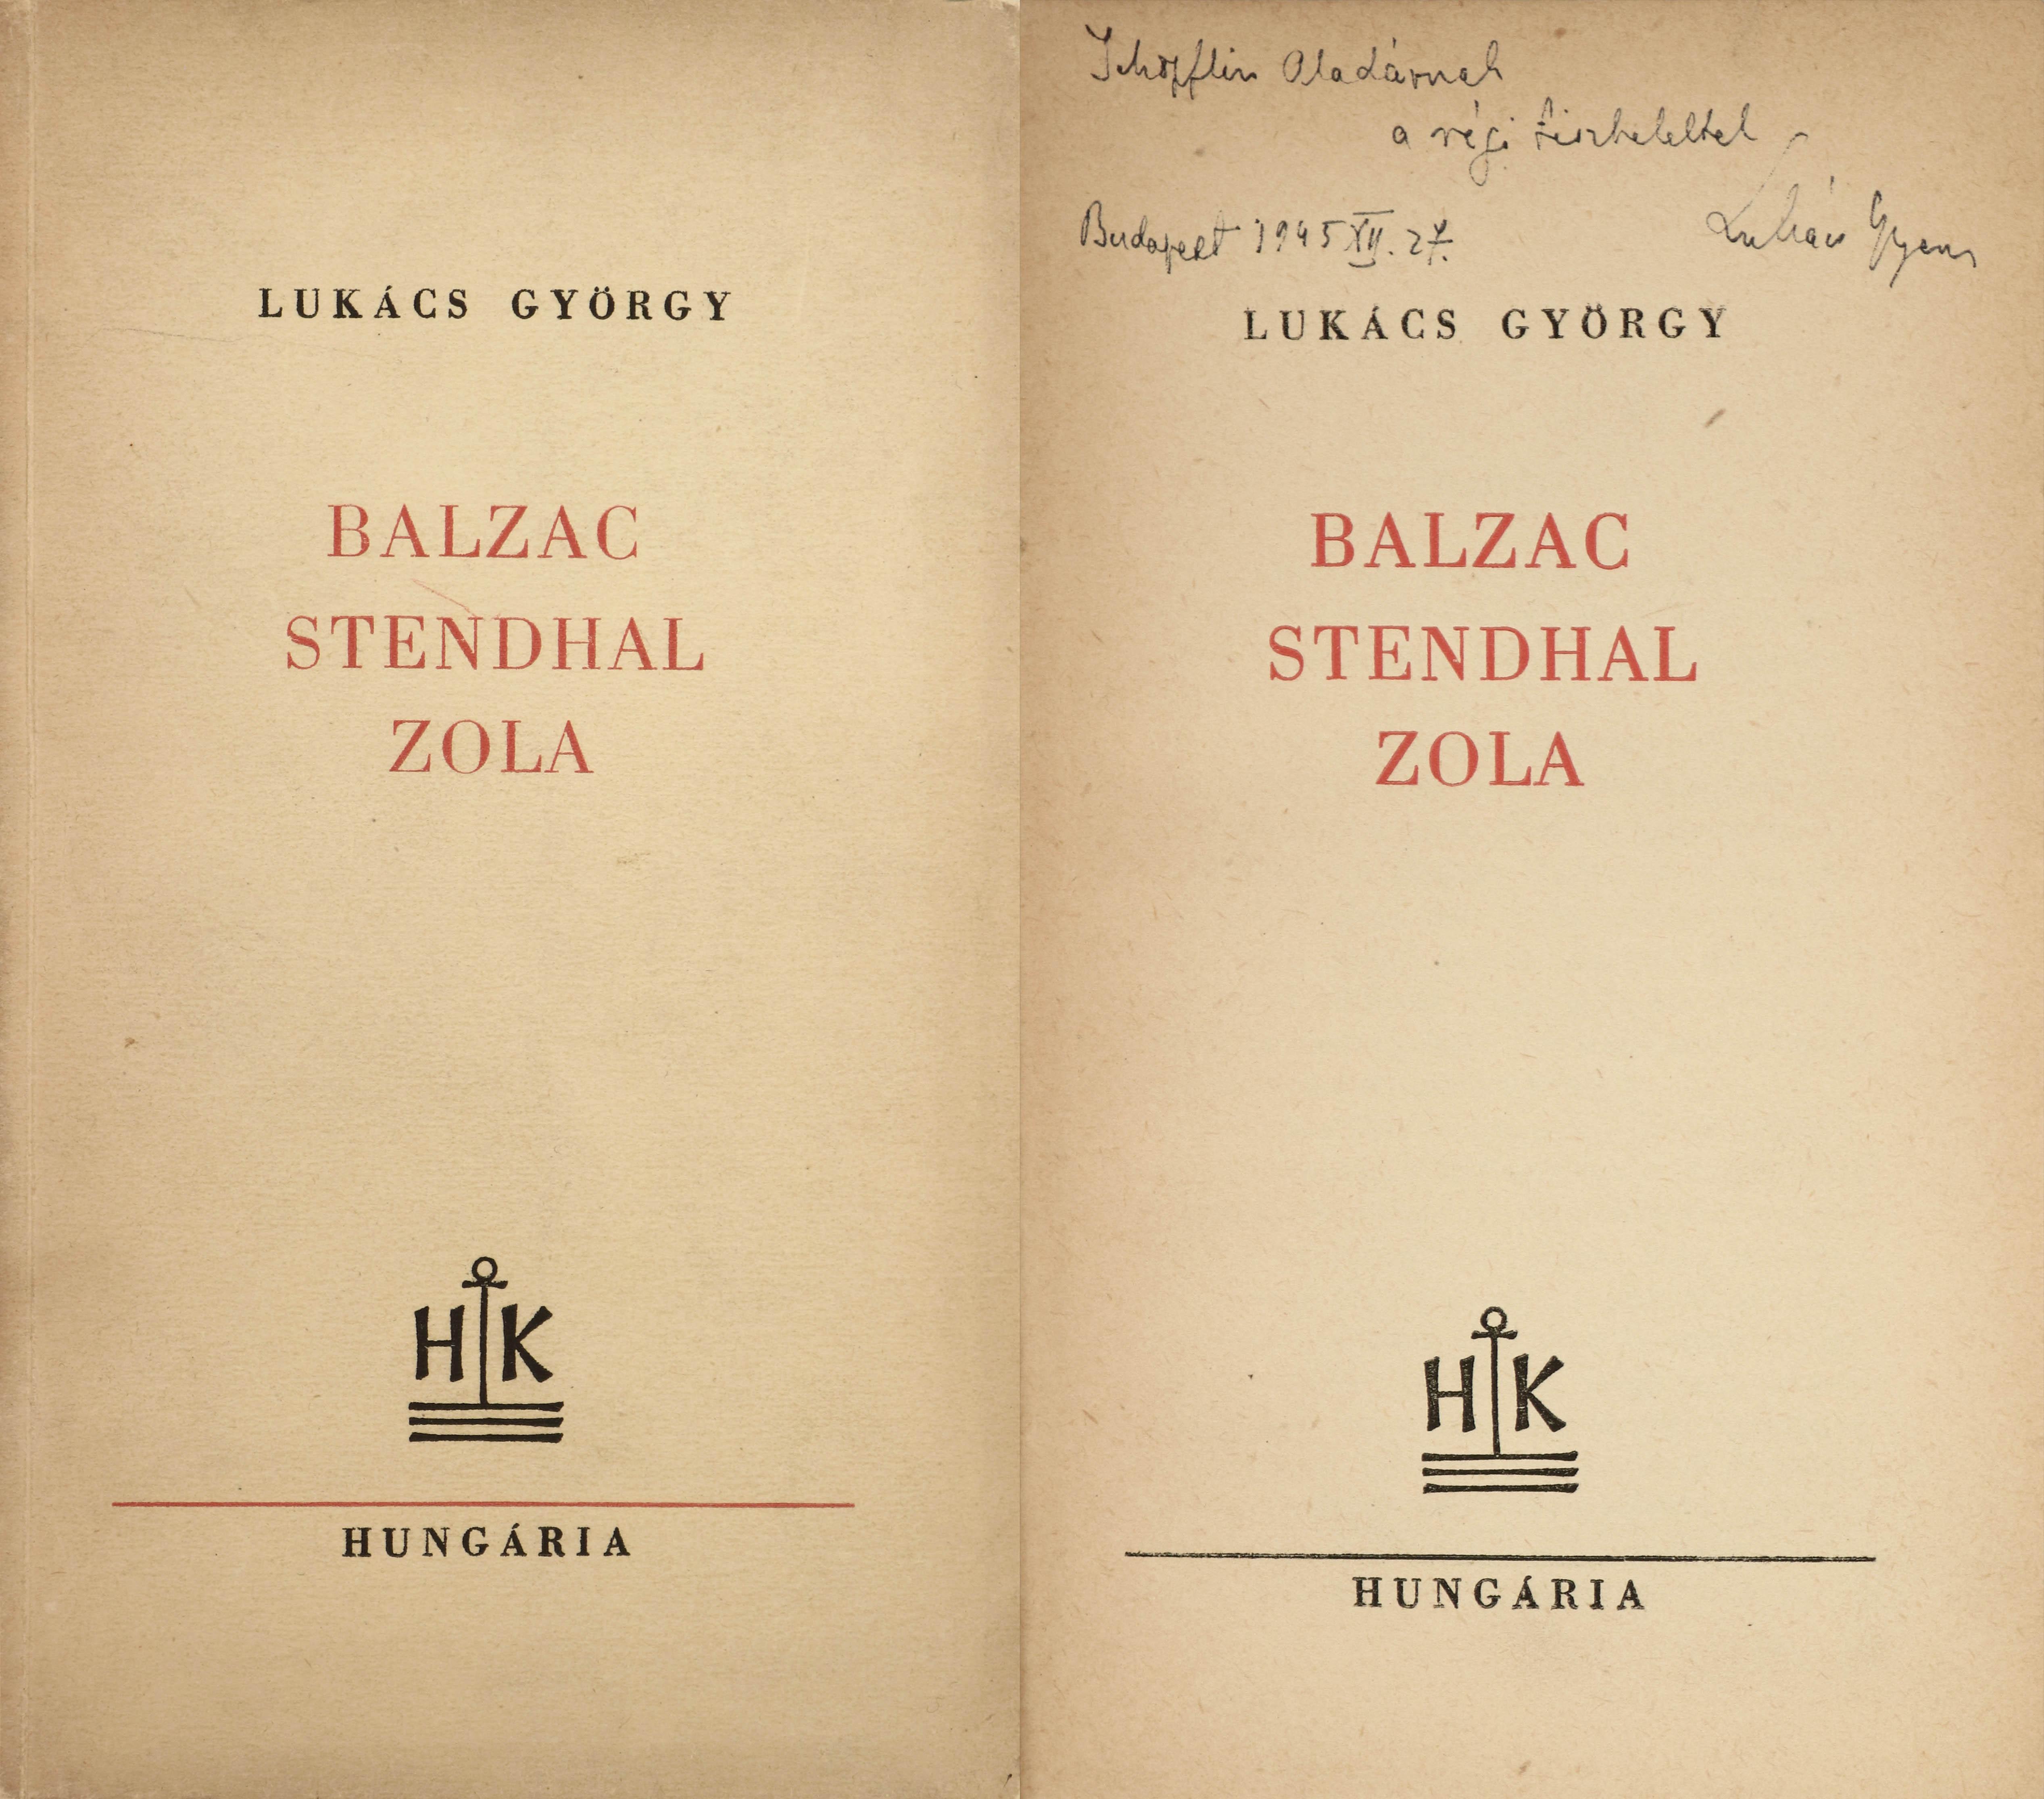 LUKÁCS GYÖRGY
BALZAC
STENDHAL
ZOLA
HK
HUNGÁRIA
Schöpflin Aladárnak
a régi tisztelettel
Budapest 1945 XII. 27.
Lukács György
LUKÁCS GYÖRGY
BALZAC
STENDHAL
ZOLA
HK
HUNGÁRIA